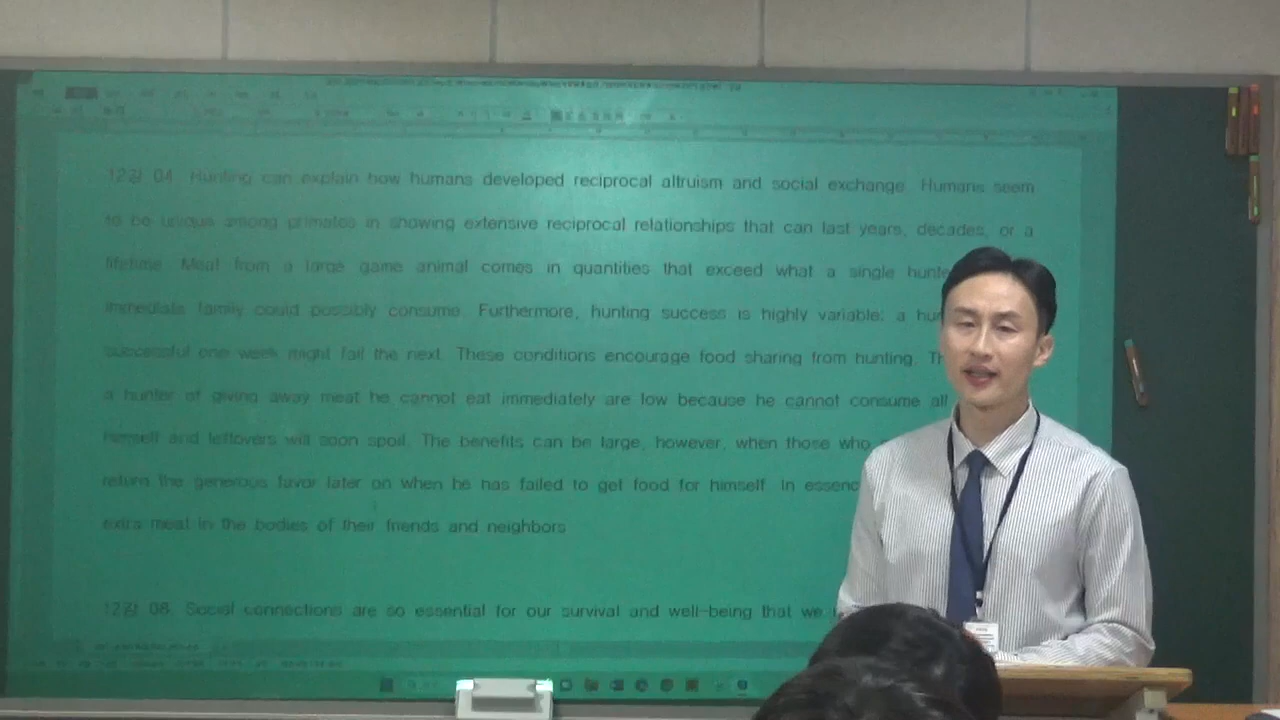 12강 04. Hunting can explain how humans developed reciprocal altruism and social exchange. Humans seem
to be unique among primates in showing extensive reciprocal relationships that can last years, decades, or a
lifetime. Meat from a large game animal comes in quantities that exceed what a single
immediate family could possibly consume. Furthermore, hunting success is highly variable; a
successful one week might fail the next. These conditions encourage food sharing from hunting.
a hunter of giving away meat he cannot eat immediately are low because he cannot consume all
himself and leftovers will soon spoil. The benefits can be large, however, when those who
return the generous favor later on when he has failed to get food for himself. In
extra meat in the bodies of their friends and neighbors
12강 08. Social connections are so essential for our survival and well-being that we